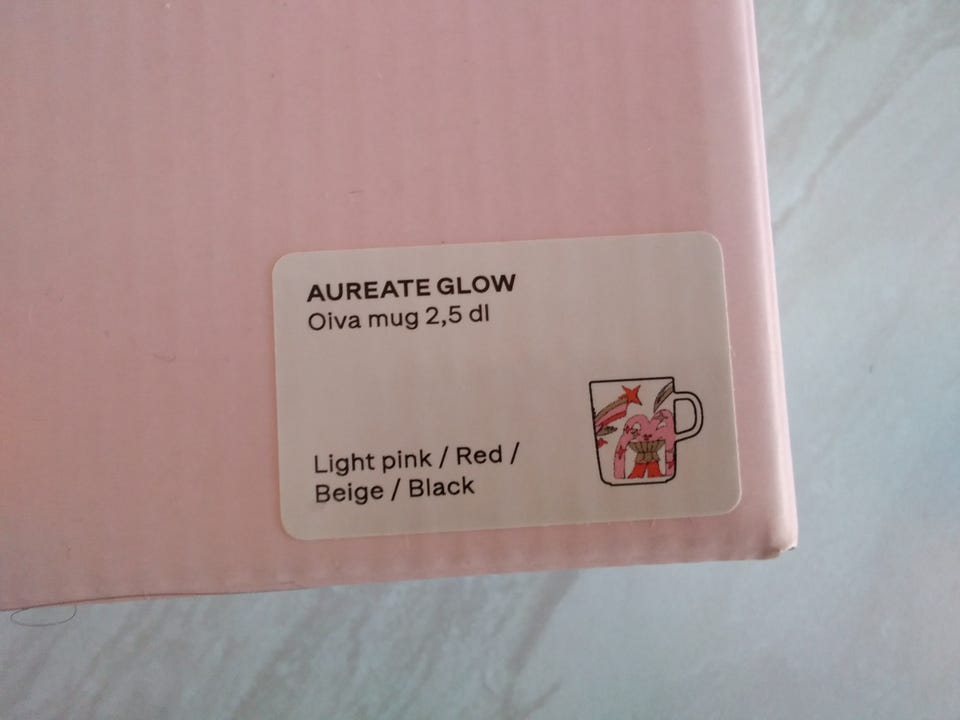 AUREATE GLOW
Oiva mug 2,5 dl
Light pink / Red /
Beige / Black